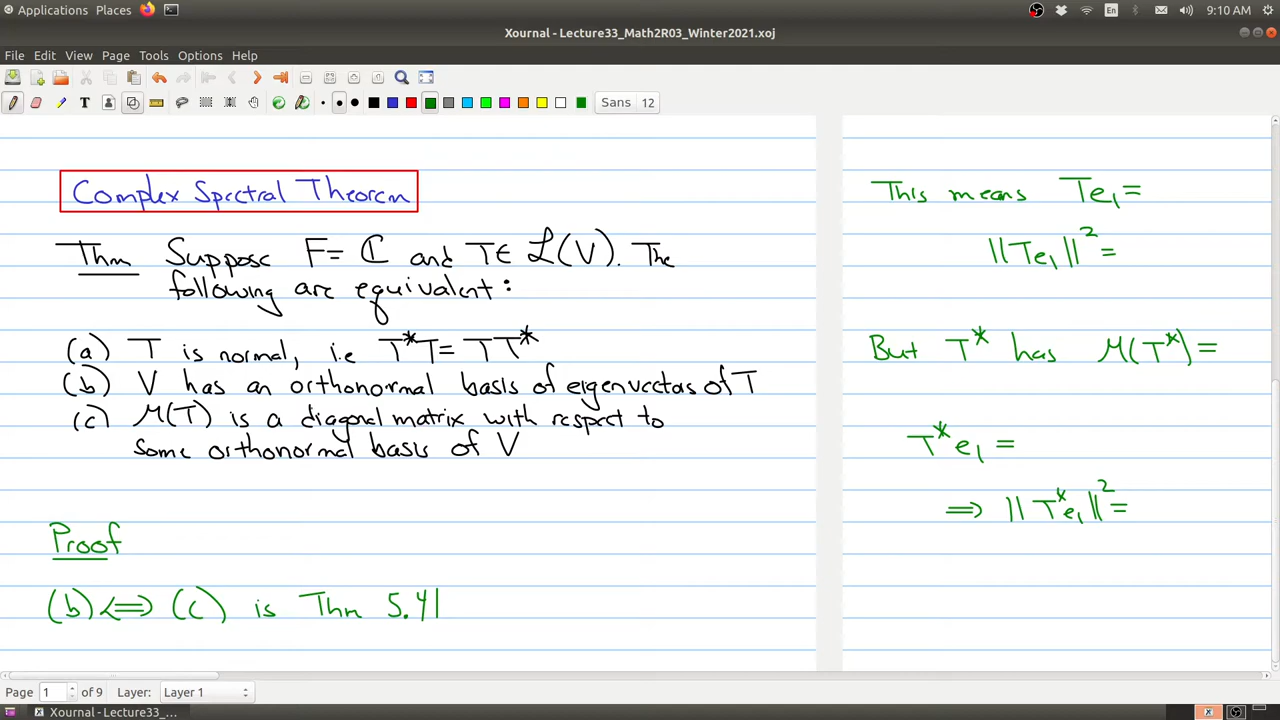 Applications Places En 9:10 AM
Xournal - Lecture33_Math2R03_Winter2021.xoj
File Edit View Page Tools Options Help
Sans 12
Complex Spectral Theorem
Thm Suppose F= ℂ and T∈ ℒ(V). The
following are equivalent:
(a) T is normal, i.e T*T= TT*
(b) V has an orthonormal basis of eigenvectors of T
(c) M(T) is a diagonal matrix with respect to
some orthonormal basis of V
Proof
(b) ⟺ (c) is Thm 5.41
This means Te₁=
||Te₁||²=
But T* has M(T*)=
T*e₁ =
⟹ ||T*e₁||²=
Page 1 of 9 Layer: Layer 1
Lecture33_...